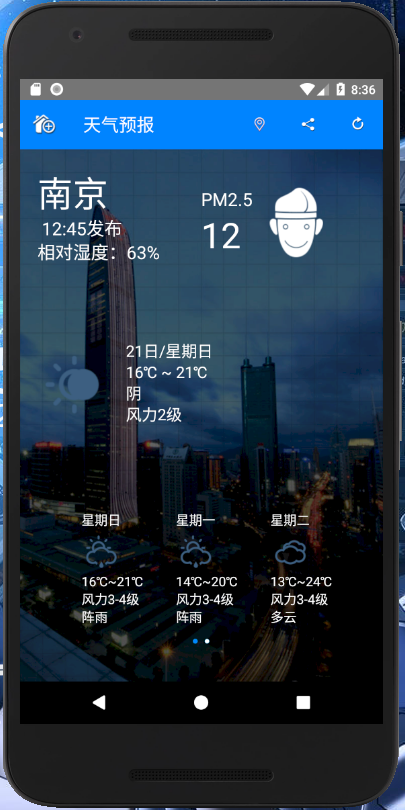 8:36
天气预报
南京
12:45发布
相对湿度：63%
PM2.5
12
21日/星期日
16℃ ~ 21℃
阴
风力2级
星期日 星期一 星期二
16℃~21℃ 14℃~20℃ 13℃~24℃
风力3-4级 风力3-4级 风力3-4级
阵雨 阵雨 多云